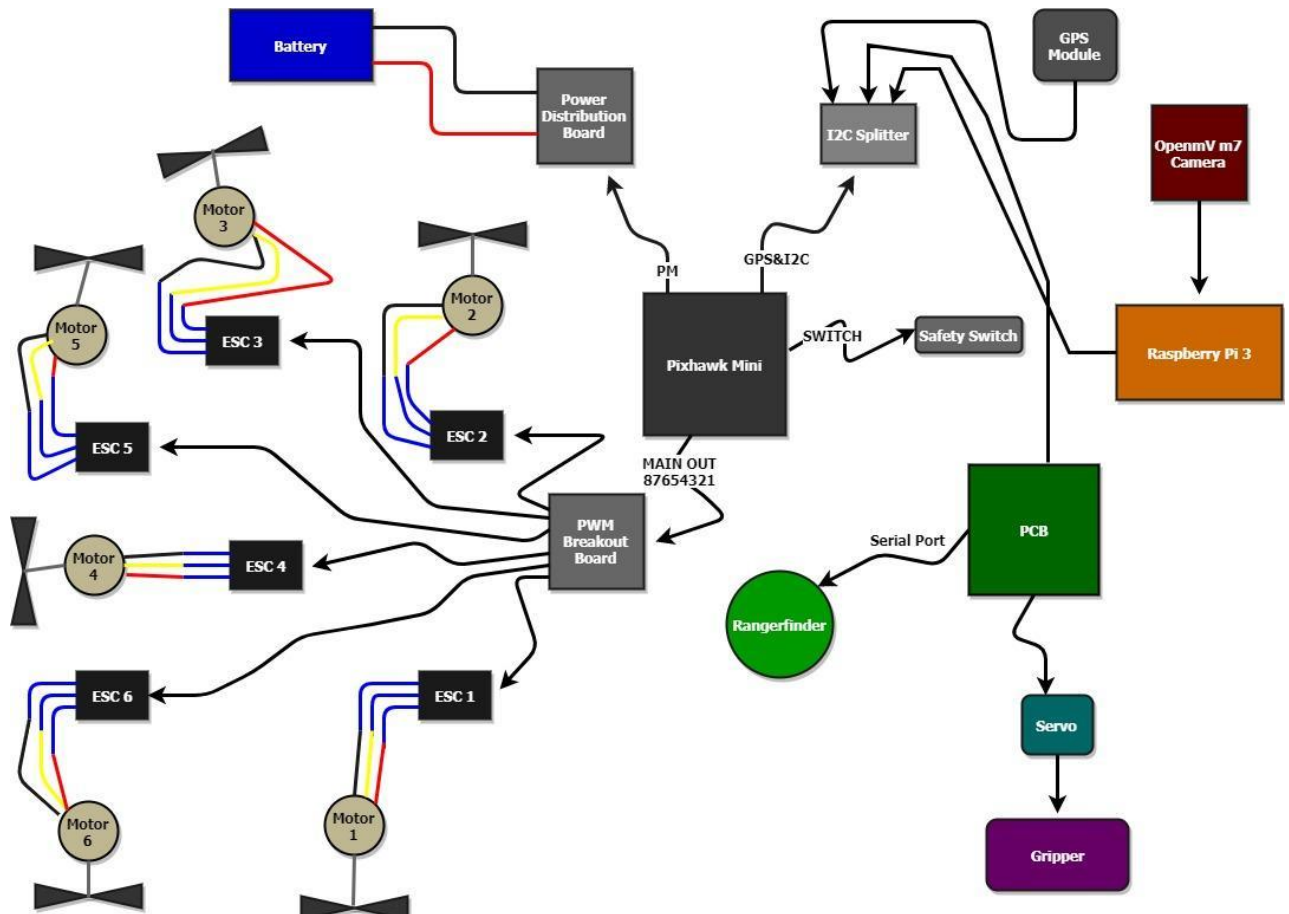 Battery
Power
Distribution
Board
GPS
Module
I2C Splitter
OpenmV m7
Camera
Motor
3
Motor
2
Motor
5
PM
GPS&I2C
ESC 3
SWITCH
Safety Switch
Pixhawk Mini
Raspberry Pi 3
ESC 2
ESC 5
MAIN OUT
87654321
PWM
Breakout
Board
PCB
Serial Port
Motor
4
ESC 4
Rangerfinder
ESC 6
ESC 1
Servo
Motor
6
Motor
1
Gripper